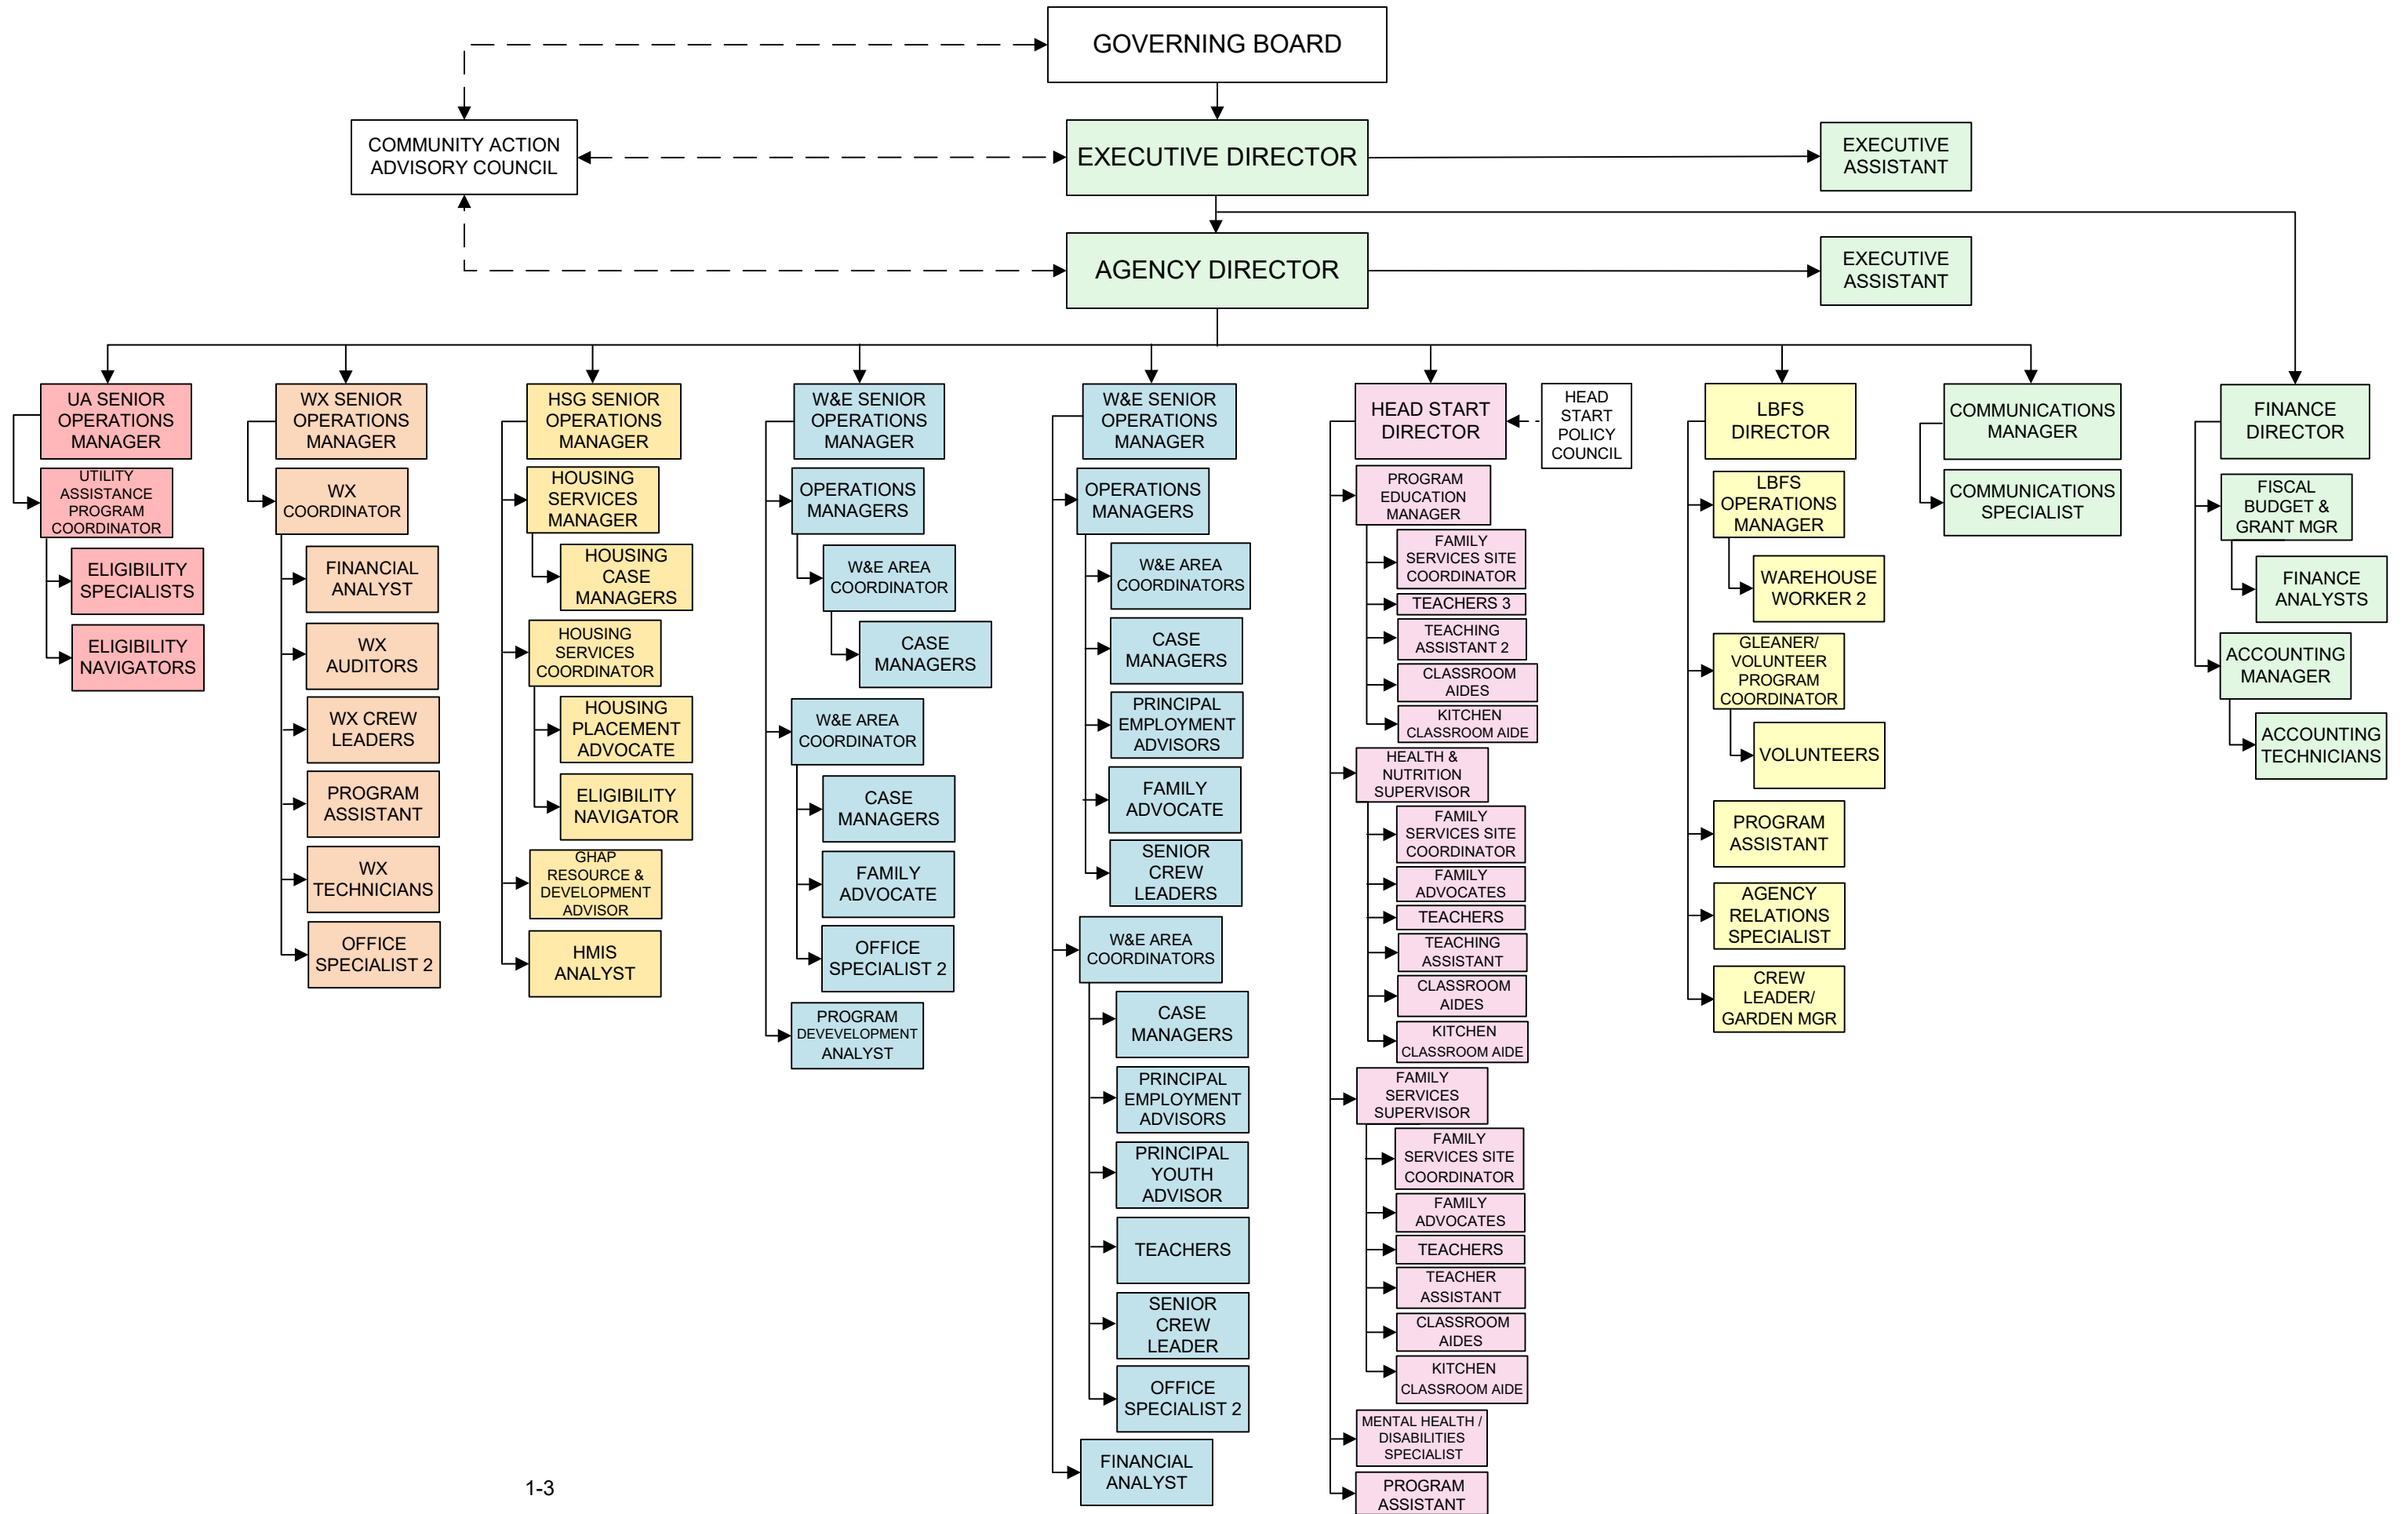 GOVERNING BOARD
COMMUNITY ACTION
ADVISORY COUNCIL
EXECUTIVE DIRECTOR
EXECUTIVE
ASSISTANT
AGENCY DIRECTOR
EXECUTIVE
ASSISTANT
UA SENIOR
OPERATIONS
MANAGER
UTILITY
ASSISTANCE
PROGRAM
COORDINATOR
ELIGIBILITY
SPECIALISTS
ELIGIBILITY
NAVIGATORS
WX SENIOR
OPERATIONS
MANAGER
WX
COORDINATOR
FINANCIAL
ANALYST
WX
AUDITORS
WX CREW
LEADERS
PROGRAM
ASSISTANT
WX
TECHNICIANS
OFFICE
SPECIALIST 2
HSG SENIOR
OPERATIONS
MANAGER
HOUSING
SERVICES
MANAGER
HOUSING
CASE
MANAGERS
HOUSING
SERVICES
COORDINATOR
HOUSING
PLACEMENT
ADVOCATE
ELIGIBILITY
NAVIGATOR
GHAP
RESOURCE &
DEVELOPMENT
ADVISOR
HMIS
ANALYST
W&E SENIOR
OPERATIONS
MANAGER
OPERATIONS
MANAGERS
W&E AREA
COORDINATOR
CASE
MANAGERS
W&E AREA
COORDINATOR
CASE
MANAGERS
FAMILY
ADVOCATE
OFFICE
SPECIALIST 2
PROGRAM
DEVEVELOPMENT
ANALYST
W&E SENIOR
OPERATIONS
MANAGER
OPERATIONS
MANAGERS
W&E AREA
COORDINATORS
CASE
MANAGERS
PRINCIPAL
EMPLOYMENT
ADVISORS
FAMILY
ADVOCATE
SENIOR
CREW
LEADERS
W&E AREA
COORDINATORS
CASE
MANAGERS
PRINCIPAL
EMPLOYMENT
ADVISORS
PRINCIPAL
YOUTH
ADVISOR
TEACHERS
SENIOR
CREW
LEADER
OFFICE
SPECIALIST 2
FINANCIAL
ANALYST
HEAD START
DIRECTOR
HEAD
START
POLICY
COUNCIL
PROGRAM
EDUCATION
MANAGER
FAMILY
SERVICES SITE
COORDINATOR
TEACHERS 3
TEACHING
ASSISTANT 2
CLASSROOM
AIDES
KITCHEN
CLASSROOM AIDE
HEALTH &
NUTRITION
SUPERVISOR
FAMILY
SERVICES SITE
COORDINATOR
FAMILY
ADVOCATES
TEACHERS
TEACHING
ASSISTANT
CLASSROOM
AIDES
KITCHEN
CLASSROOM AIDE
FAMILY
SERVICES
SUPERVISOR
FAMILY
SERVICES SITE
COORDINATOR
FAMILY
ADVOCATES
TEACHERS
TEACHER
ASSISTANT
CLASSROOM
AIDES
KITCHEN
CLASSROOM AIDE
MENTAL HEALTH /
DISABILITIES
SPECIALIST
PROGRAM
ASSISTANT
LBFS
DIRECTOR
LBFS
OPERATIONS
MANAGER
WAREHOUSE
WORKER 2
GLEANER/
VOLUNTEER
PROGRAM
COORDINATOR
VOLUNTEERS
PROGRAM
ASSISTANT
AGENCY
RELATIONS
SPECIALIST
CREW
LEADER/
GARDEN MGR
COMMUNICATIONS
MANAGER
COMMUNICATIONS
SPECIALIST
FINANCE
DIRECTOR
FISCAL
BUDGET &
GRANT MGR
FINANCE
ANALYSTS
ACCOUNTING
MANAGER
ACCOUNTING
TECHNICIANS
1-3